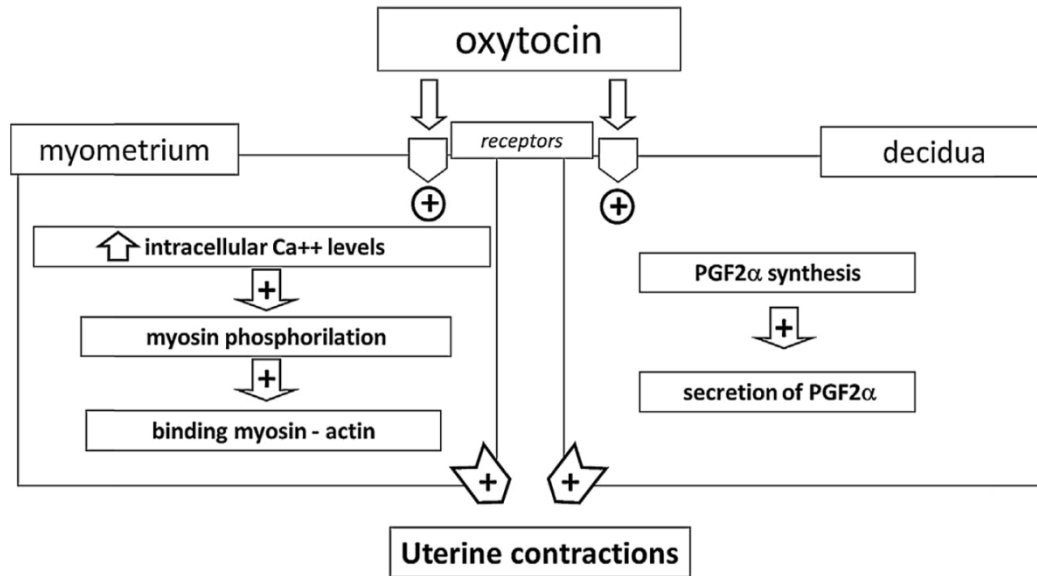 oxytocin
receptors
myometrium
decidua
+
+
intracellular Ca++ levels
+
myosin phosphorilation
+
binding myosin - actin
PGF2α synthesis
+
secretion of PGF2α
+
+
Uterine contractions